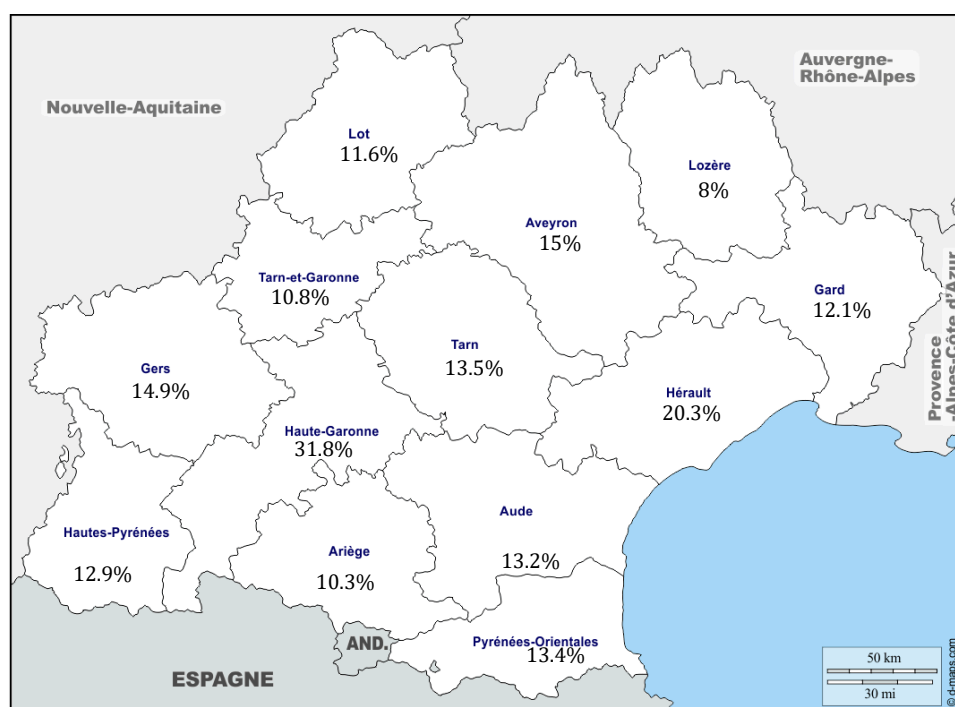 Auvergne-
Rhône-Alpes
Nouvelle-Aquitaine
Lot
11.6%
Lozère
8%
Aveyron
15%
Tarn-et-Garonne
10.8%
Gard
12.1%
Provence
-Alpes-Côte d'Azur
Tarn
13.5%
Gers
14.9%
Hérault
20.3%
Haute-Garonne
31.8%
Aude
13.2%
Hautes-Pyrénées
12.9%
Ariège
10.3%
Pyrénées-Orientales
13.4%
AND.
ESPAGNE
50 km
30 mi
© d-maps.com